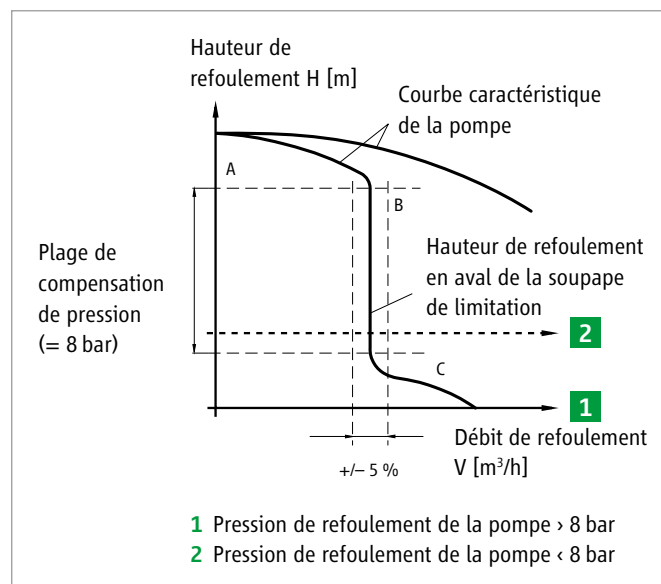 Hauteur de
refoulement H [m]
Courbe caractéristique
de la pompe
A
B
Plage de
compensation
de pression
(= 8 bar)
Hauteur de refoulement
en aval de la soupape
de limitation
2
C
1
+/– 5 %
Débit de refoulement
V [m³/h]
1 Pression de refoulement de la pompe › 8 bar
2 Pression de refoulement de la pompe ‹ 8 bar